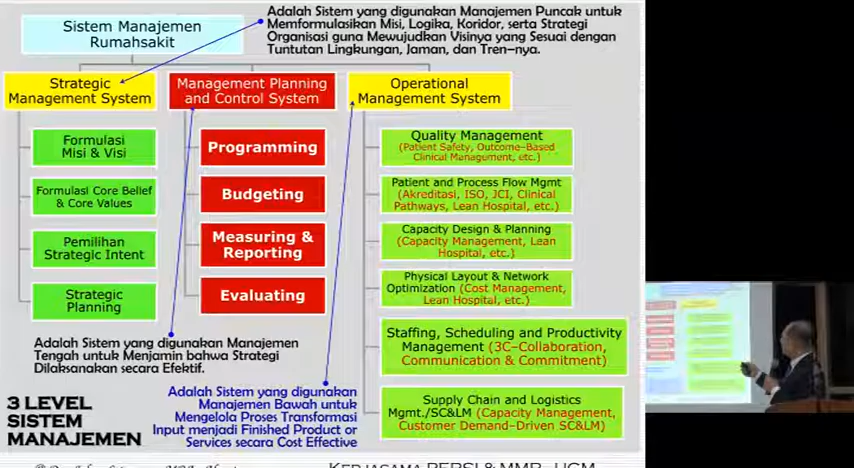 Adalah Sistem yang digunakan Manajemen Puncak untuk
Memformulasikan Misi, Logika, Koridor, serta Strategi
Organisasi guna Mewujudkan Visinya yang Sesuai dengan
Tuntutan Lingkungan, Jaman, dan Tren–nya.
Sistem Manajemen
Rumahsakit
Strategic
Management System
Management Planning
and Control System
Operational
Management System
Formulasi
Misi & Visi
Formulasi Core Belief
& Core Values
Pemilihan
Strategic Intent
Strategic
Planning
Programming
Budgeting
Measuring &
Reporting
Evaluating
Quality Management
(Patient Safety, Outcome–Based
Clinical Management, etc.)
Patient and Process Flow Mgmt
(Akreditasi, ISO, JCI, Clinical
Pathways, Lean Hospital, etc.)
Capacity Design & Planning
(Capacity Management, Lean
Hospital, etc.)
Physical Layout & Network
Optimization (Cost Management,
Lean Hospital, etc.)
Staffing, Scheduling and Productivity
Management (3C–Collaboration,
Communication & Commitment)
Supply Chain and Logistics
Mgmt./SC&LM (Capacity Management,
Customer Demand–Driven SC&LM)
Adalah Sistem yang digunakan Manajemen
Tengah untuk Menjamin bahwa Strategi
Dilaksanakan secara Efektif.
Adalah Sistem yang digunakan
Manajemen Bawah untuk
Mengelola Proses Transformasi
Input menjadi Finished Product or
Services secara Cost Effective
3 LEVEL
SISTEM
MANAJEMEN
KERJASAMA PERSI & MMR–UGM